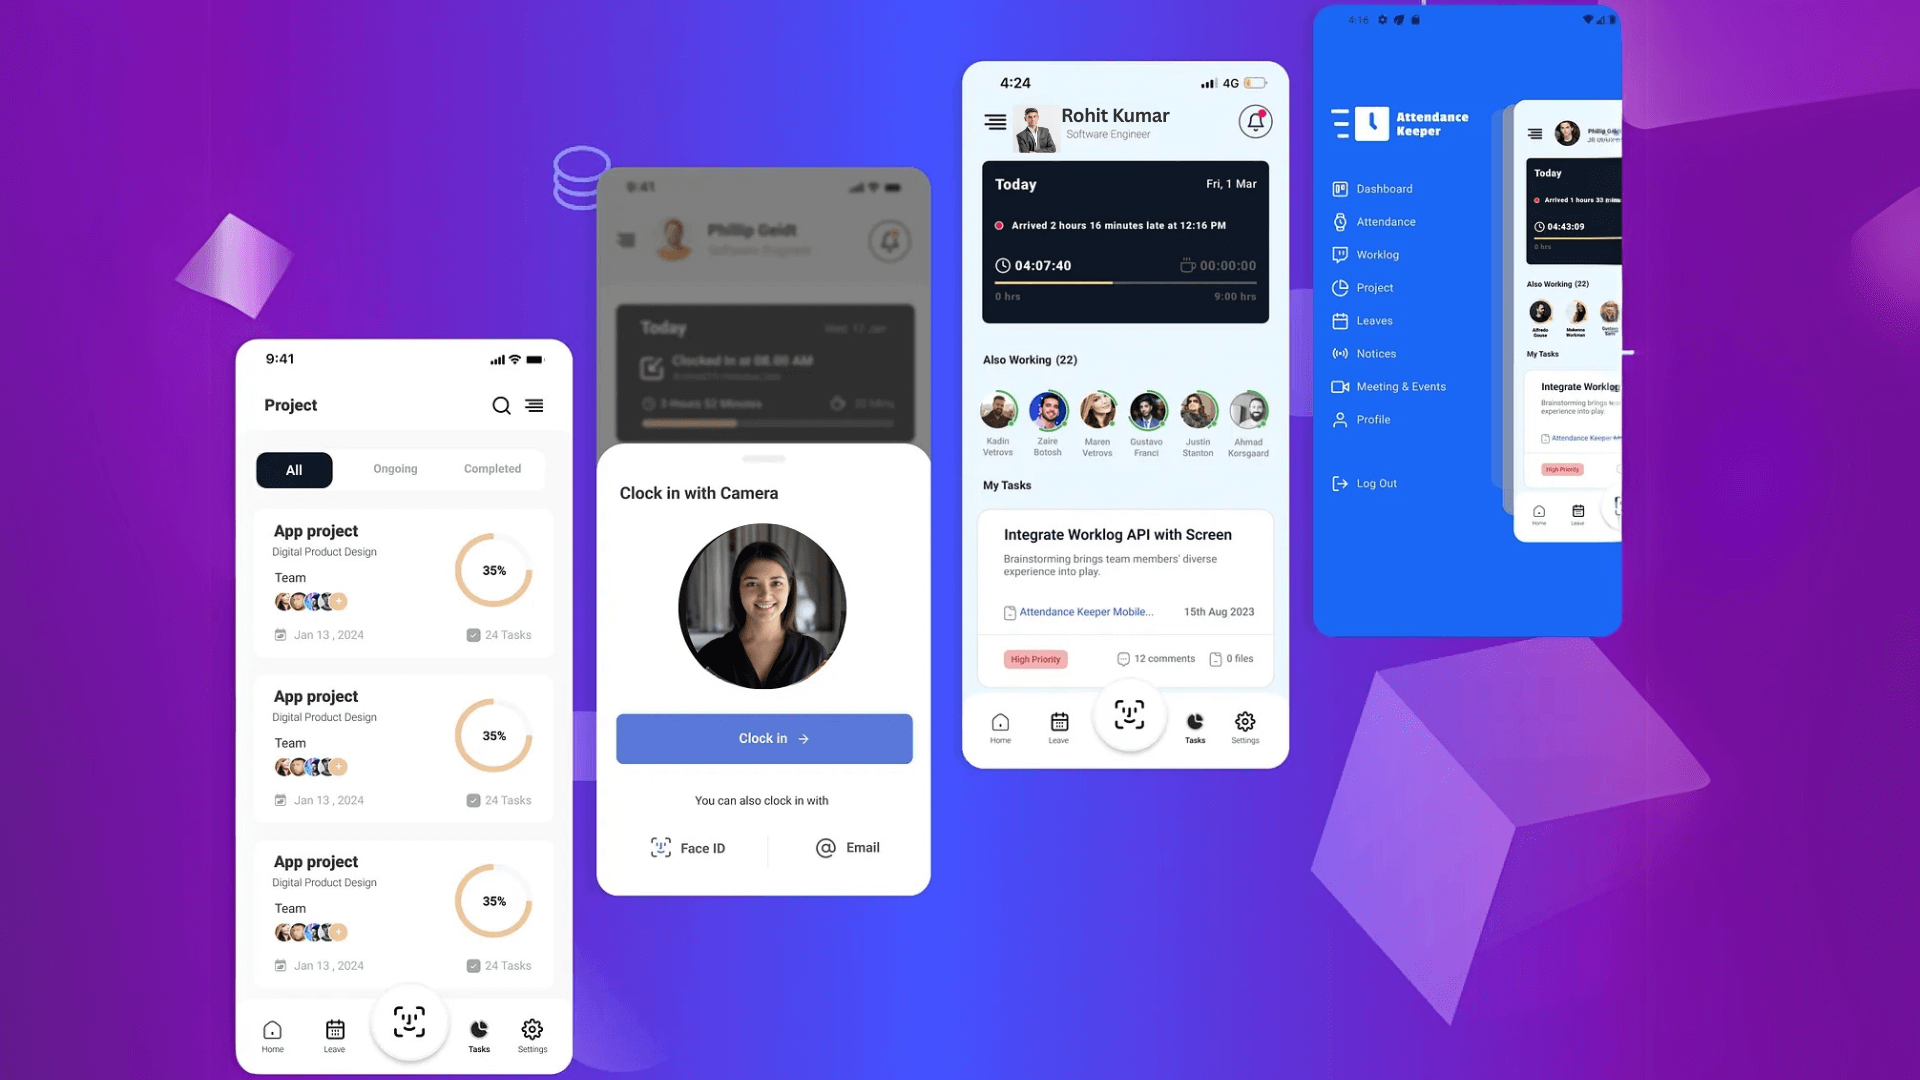 9:41
Project
All
Ongoing
Completed
App project
Digital Product Design
Team
35%
Jan 13 , 2024
24 Tasks
App project
Digital Product Design
Team
35%
Jan 13 , 2024
24 Tasks
App project
Digital Product Design
Team
35%
Jan 13 , 2024
24 Tasks
Home
Leave
Tasks
Settings
9:41
Phillip Geidt
Software Engineer
Today
Clocked In at 08.00 AM
3 Hours 52 Minutes
Clock in with Camera
Clock in
You can also clock in with
Face ID
Email
4:24
4G
Rohit Kumar
Software Engineer
Today
Fri, 1 Mar
Arrived 2 hours 16 minutes late at 12:16 PM
04:07:40
00:00:00
0 hrs
9:00 hrs
Also Working (22)
Kadin
Vetrovs
Zaire
Botosh
Maren
Vetrovs
Gustavo
Franci
Justin
Stanton
Ahmad
Korsgaard
My Tasks
Integrate Worklog API with Screen
Brainstorming brings team members' diverse
experience into play.
Attendance Keeper Mobile...
15th Aug 2023
High Priority
12 comments
0 files
Home
Leave
Tasks
Settings
4:16
Attendance
Keeper
Dashboard
Attendance
Worklog
Project
Leaves
Notices
Meeting & Events
Profile
Log Out
Today
Arrived 1 hours 33
04:43:09
0 hrs
Also Working (22)
Alfredo
Makenna
Workman
My Tasks
Integrate Worklog
Brainstorming brings
experience into play.
Attendance Keeper
High Priority
Home
Leave